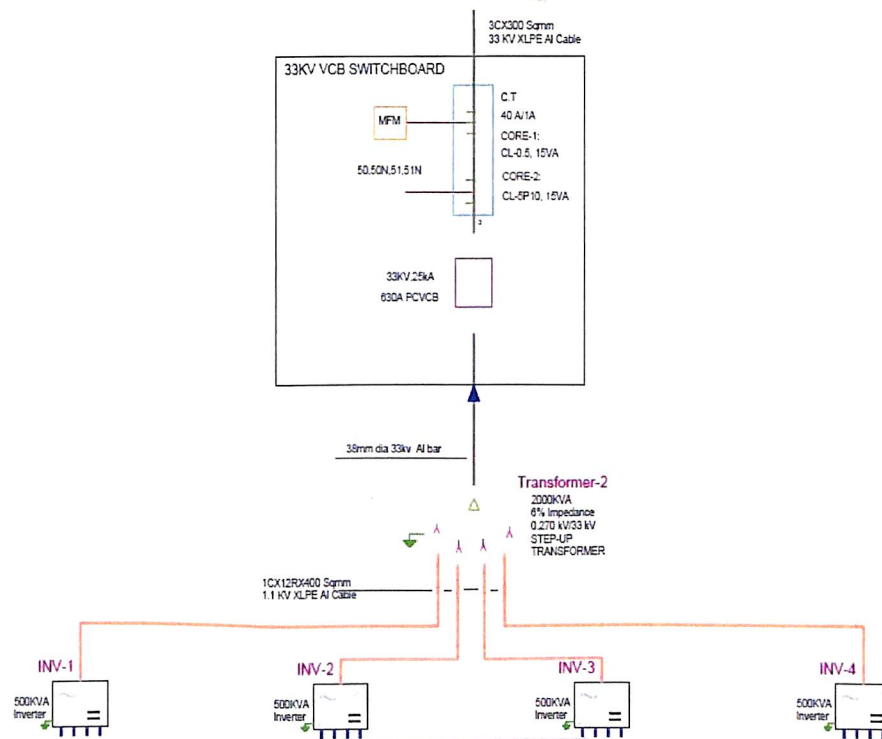 3CX300 Sqmm
33 KV XLPE Al Cable
33KV VCB SWITCHBOARD
C.T
40 A/1A
CORE-1:
CL-0.5, 15VA
CORE-2:
CL-5P10, 15VA
MFM
50,50N,51,51N
3
33KV,25kA
630A PCVCB
38mm dia 33kv Al bar
Transformer-2
2000KVA
6% Impedance
0.270 kV/33 kV
STEP-UP
TRANSFORMER
1CX12RX400 Sqmm
1.1 KV XLPE Al Cable
INV-1
500KVA
Inverter
INV-2
500KVA
Inverter
INV-3
500KVA
Inverter
INV-4
500KVA
Inverter